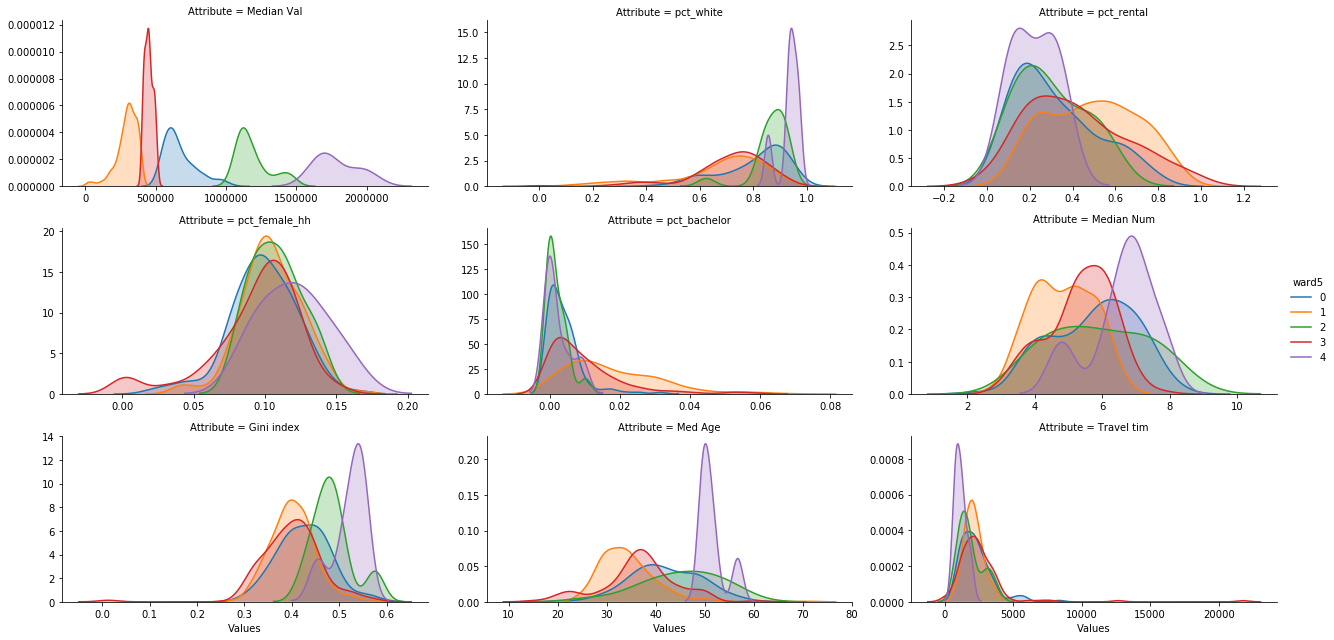 Attribute = Median Val
0.000012
0.000010
0.000008
0.000006
0.000004
0.000002
0.000000
0 500000 1000000 1500000 2000000
Attribute = pct_white
15.0
12.5
10.0
7.5
5.0
2.5
0.0
0.0 0.2 0.4 0.6 0.8 1.0
Attribute = pct_rental
2.5
2.0
1.5
1.0
0.5
0.0
−0.2 0.0 0.2 0.4 0.6 0.8 1.0 1.2
Attribute = pct_female_hh
20
15
10
5
0
0.00 0.05 0.10 0.15 0.20
Attribute = pct_bachelor
150
125
100
75
50
25
0
0.00 0.02 0.04 0.06 0.08
Attribute = Median Num
0.5
0.4
0.3
0.2
0.1
0.0
2 4 6 8 10
ward5
0
1
2
3
4
Attribute = Gini index
14
12
10
8
6
4
2
0
0.0 0.1 0.2 0.3 0.4 0.5 0.6
Values
Attribute = Med Age
0.20
0.15
0.10
0.05
0.00
10 20 30 40 50 60 70 80
Values
Attribute = Travel tim
0.0008
0.0006
0.0004
0.0002
0.0000
0 5000 10000 15000 20000
Values